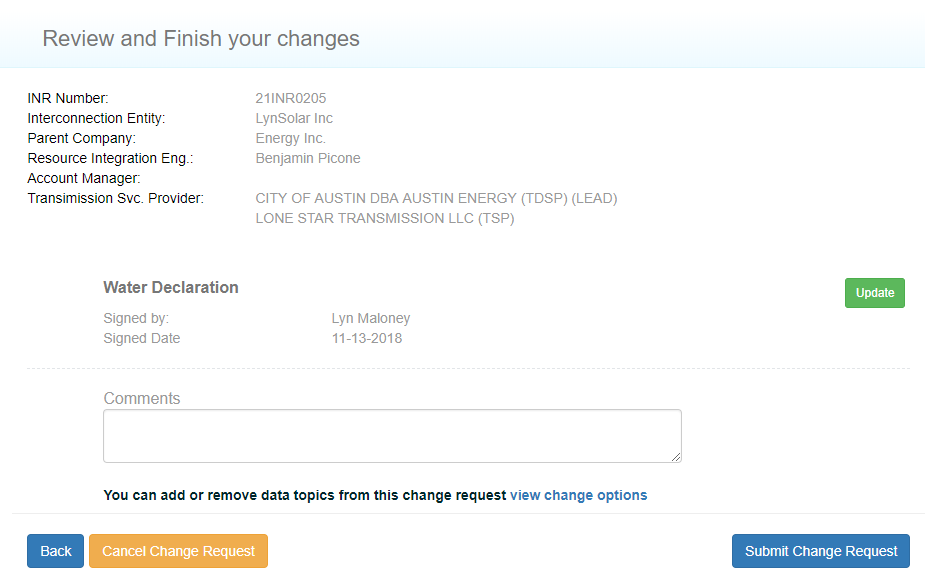 Review and Finish your changes
INR Number: 21INR0205
Interconnection Entity: LynSolar Inc
Parent Company: Energy Inc.
Resource Integration Eng.: Benjamin Picone
Account Manager:
Transimission Svc. Provider: CITY OF AUSTIN DBA AUSTIN ENERGY (TDSP) (LEAD)
LONE STAR TRANSMISSION LLC (TSP)
Water Declaration
Update
Signed by: Lyn Maloney
Signed Date 11-13-2018
Comments
You can add or remove data topics from this change request view change options
Back Cancel Change Request Submit Change Request